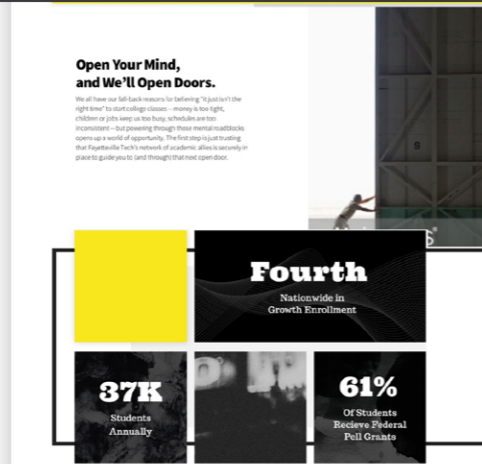 Open Your Mind,
and We'll Open Doors.
We all have our fall-back reasons for believing "it just isn't the
right time" to start college classes — money is too tight,
children or jobs keep us too busy, schedules are too
inconsistent — but powering through those mental roadblocks
opens up a world of opportunity. The first step is just trusting
that Fayetteville Tech's network of academic allies is securely in
place to guide you to (and through) that next open door.
Fourth
Nationwide in
Growth Enrollment
37K
Students
Annually
61%
Of Students
Recieve Federal
Pell Grants